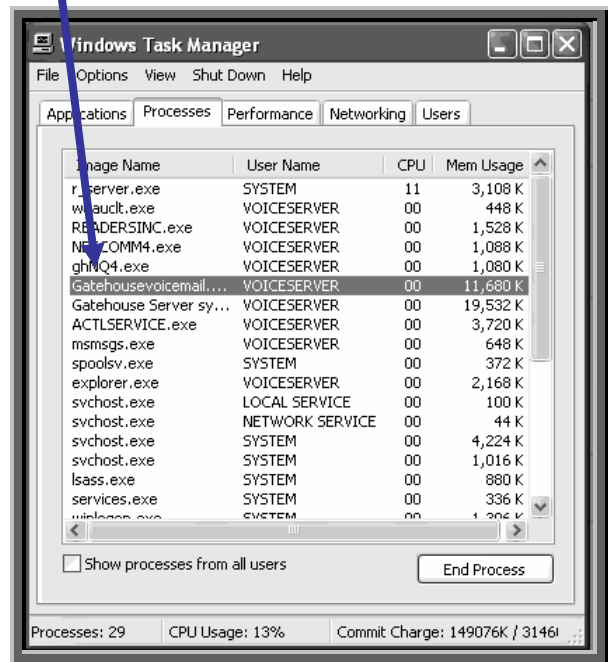 Windows Task Manager
File Options View Shut Down Help
Applications Processes Performance Networking Users
Image Name User Name CPU Mem Usage
r_server.exe SYSTEM 11 3,108 K
wuauclt.exe VOICESERVER 00 448 K
READERSINC.exe VOICESERVER 00 1,528 K
VOICESERVER 00 1,088 K
ghNQ4.exe VOICESERVER 00 1,080 K
Gatehousevoicemail.... VOICESERVER 00 11,680 K
Gatehouse Server sy... VOICESERVER 00 19,532 K
ACTLSERVICE.exe VOICESERVER 00 3,720 K
msmsgs.exe VOICESERVER 00 648 K
spoolsv.exe SYSTEM 00 372 K
explorer.exe VOICESERVER 00 2,168 K
svchost.exe LOCAL SERVICE 00 100 K
svchost.exe NETWORK SERVICE 00 44 K
svchost.exe SYSTEM 00 4,224 K
svchost.exe SYSTEM 00 1,016 K
lsass.exe SYSTEM 00 880 K
services.exe SYSTEM 00 336 K
winlogon.exe SYSTEM 00 1,306 K
Show processes from all users
End Process
Processes: 29 CPU Usage: 13% Commit Charge: 149076K /